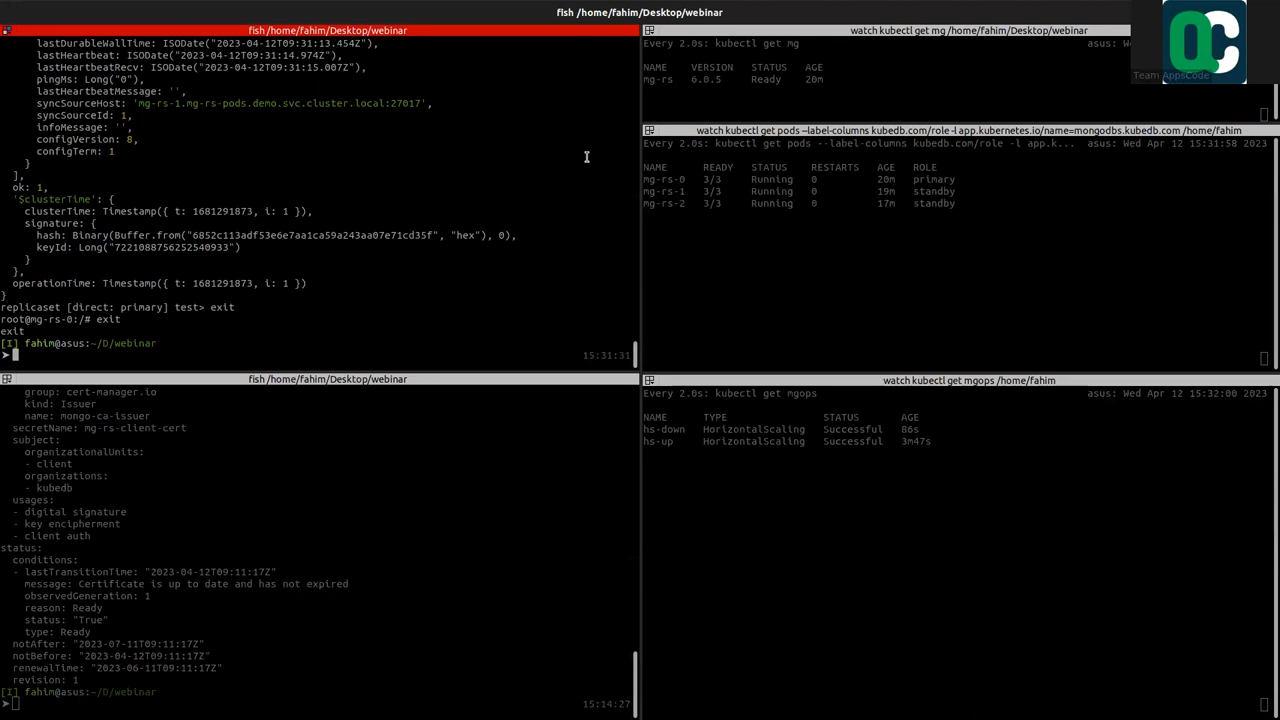 fish /home/fahim/Desktop/webinar
fish /home/fahim/Desktop/webinar
lastDurableWallTime: ISODate("2023-04-12T09:31:13.454Z"),
lastHeartbeat: ISODate("2023-04-12T09:31:14.974Z"),
lastHeartbeatRecv: ISODate("2023-04-12T09:31:15.007Z"),
pingMs: Long("0"),
lastHeartbeatMessage: '',
syncSourceHost: 'mg-rs-1.mg-rs-pods.demo.svc.cluster.local:27017',
syncSourceId: 1,
infoMessage: '',
configVersion: 8,
configTerm: 1
}
],
ok: 1,
'$clusterTime': {
clusterTime: Timestamp({ t: 1681291873, i: 1 }),
signature: {
hash: Binary(Buffer.from("6852c113adf53e6e7aa1ca59a243aa07e71cd35f", "hex"), 0),
keyId: Long("7221088756252540933")
}
},
operationTime: Timestamp({ t: 1681291873, i: 1 })
}
replicaset [direct: primary] test> exit
root@mg-rs-0:/# exit
exit
[I] fahim@asus:~/D/webinar
➤ 15:31:31
fish /home/fahim/Desktop/webinar
group: cert-manager.io
kind: Issuer
name: mongo-ca-issuer
secretName: mg-rs-client-cert
subject:
organizationalUnits:
- client
organizations:
- kubedb
usages:
- digital signature
- key encipherment
- client auth
status:
conditions:
- lastTransitionTime: "2023-04-12T09:11:17Z"
message: Certificate is up to date and has not expired
observedGeneration: 1
reason: Ready
status: "True"
type: Ready
notAfter: "2023-07-11T09:11:17Z"
notBefore: "2023-04-12T09:11:17Z"
renewalTime: "2023-06-11T09:11:17Z"
revision: 1
[I] fahim@asus:~/D/webinar
➤ 15:14:27
watch kubectl get mg /home/fahim/Desktop/webinar
Every 2.0s: kubectl get mg asus: We
NAME VERSION STATUS AGE
mg-rs 6.0.5 Ready 20m
Team AppsCode
watch kubectl get pods --label-columns kubedb.com/role -l app.kubernetes.io/name=mongodbs.kubedb.com /home/fahim
Every 2.0s: kubectl get pods --label-columns kubedb.com/role -l app.k... asus: Wed Apr 12 15:31:58 2023
NAME READY STATUS RESTARTS AGE ROLE
mg-rs-0 3/3 Running 0 20m primary
mg-rs-1 3/3 Running 0 19m standby
mg-rs-2 3/3 Running 0 17m standby
watch kubectl get mgops /home/fahim
Every 2.0s: kubectl get mgops asus: Wed Apr 12 15:32:00 2023
NAME TYPE STATUS AGE
hs-down HorizontalScaling Successful 86s
hs-up HorizontalScaling Successful 3m47s